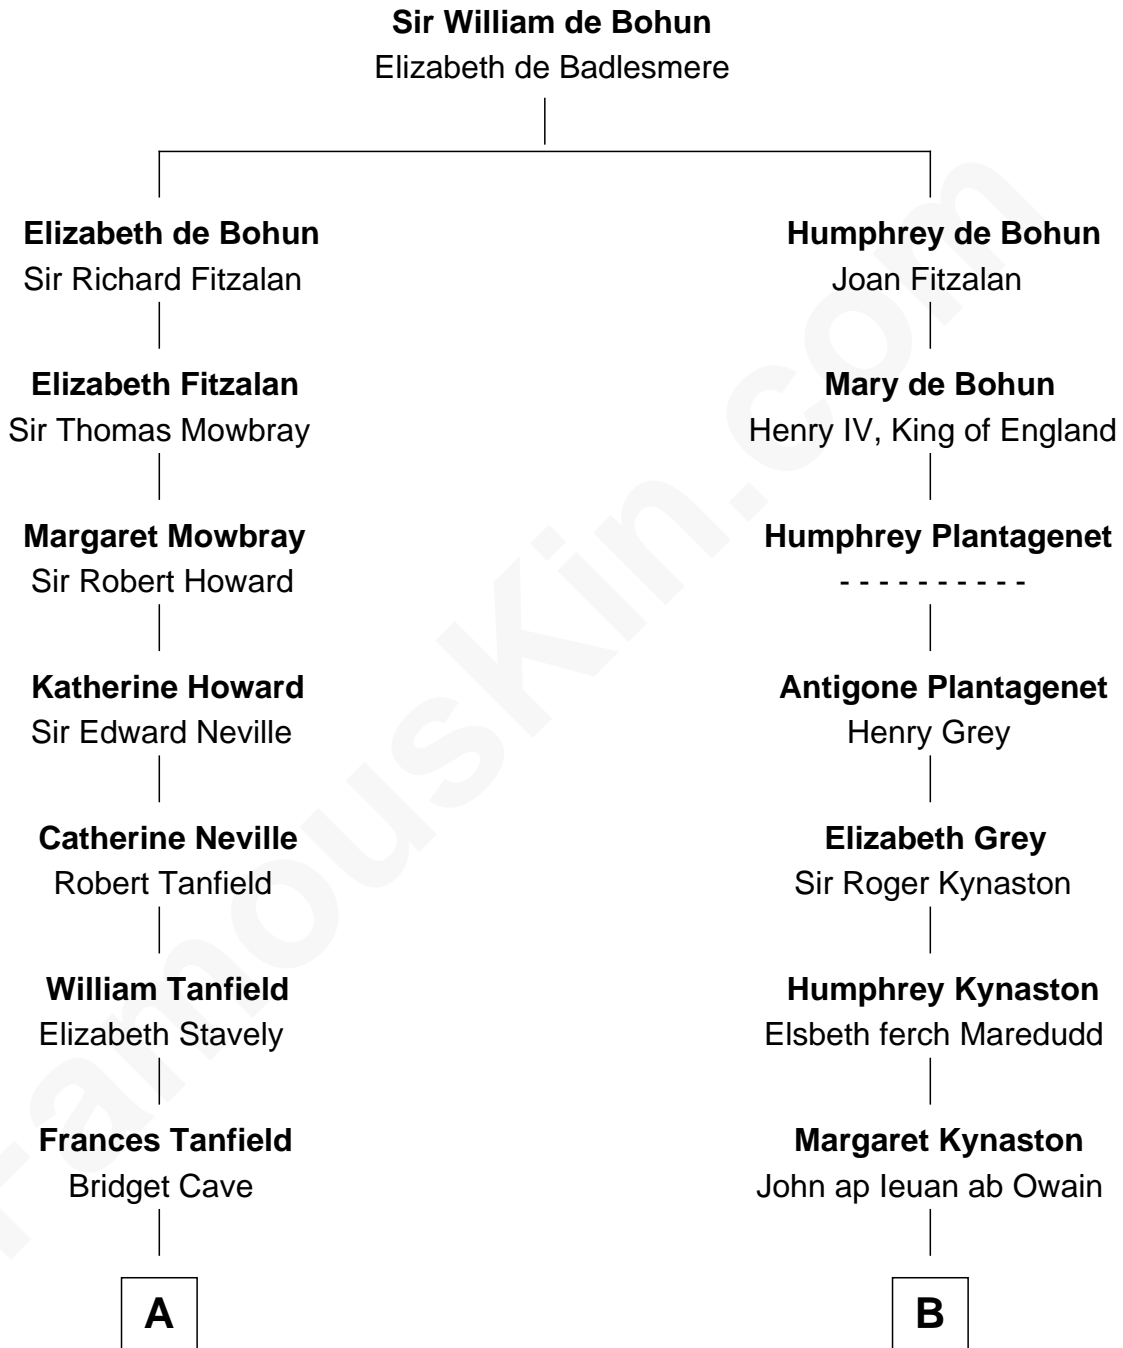 Sir William de Bohun
Elizabeth de Badlesmere
Elizabeth de Bohun
Sir Richard Fitzalan
Humphrey de Bohun
Joan Fitzalan
Elizabeth Fitzalan
Sir Thomas Mowbray
Mary de Bohun
Henry IV, King of England
Margaret Mowbray
Sir Robert Howard
Humphrey Plantagenet
- - - - - - - - - -
Katherine Howard
Sir Edward Neville
Antigone Plantagenet
Henry Grey
Catherine Neville
Robert Tanfield
Elizabeth Grey
Sir Roger Kynaston
William Tanfield
Elizabeth Stavely
Humphrey Kynaston
Elsbeth ferch Maredudd
Frances Tanfield
Bridget Cave
Margaret Kynaston
John ap Ieuan ab Owain
A
B
FamousKin.com